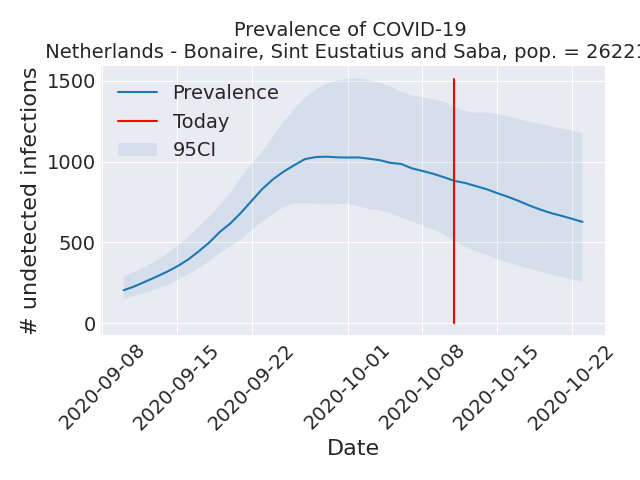 Prevalence of COVID-19
Netherlands - Bonaire, Sint Eustatius and Saba, pop. = 26221
# undetected infections
1500
1000
500
0
Prevalence
Today
95CI
2020-09-08
2020-09-15
2020-09-22
2020-10-01
2020-10-08
2020-10-15
2020-10-22
Date